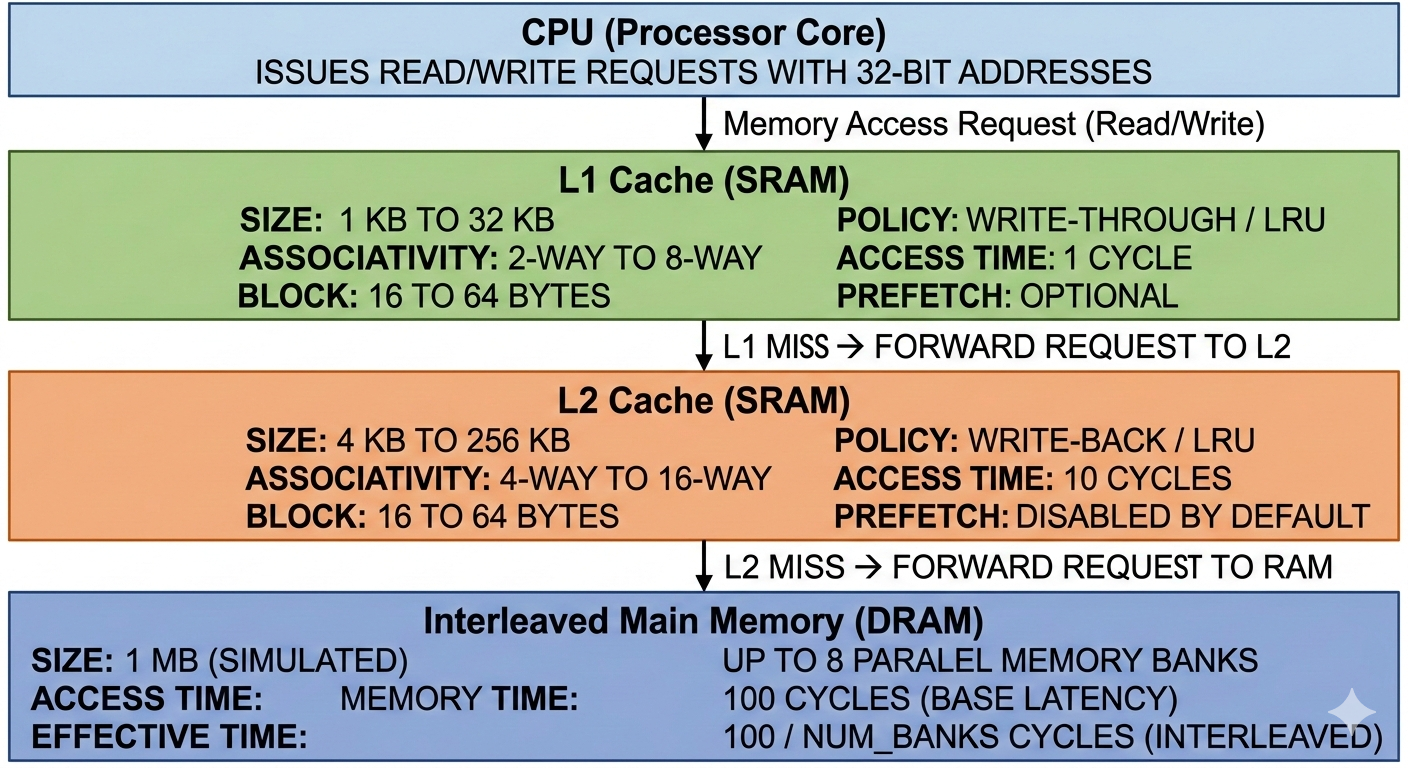 CPU (Processor Core)
ISSUES READ/WRITE REQUESTS WITH 32-BIT ADDRESSES
Memory Access Request (Read/Write)
L1 Cache (SRAM)
SIZE: 1 KB TO 32 KB
ASSOCIATIVITY: 2-WAY TO 8-WAY
BLOCK: 16 TO 64 BYTES
POLICY: WRITE-THROUGH / LRU
ACCESS TIME: 1 CYCLE
PREFETCH: OPTIONAL
L1 MISS → FORWARD REQUEST TO L2
L2 Cache (SRAM)
SIZE: 4 KB TO 256 KB
ASSOCIATIVITY: 4-WAY TO 16-WAY
BLOCK: 16 TO 64 BYTES
POLICY: WRITE-BACK / LRU
ACCESS TIME: 10 CYCLES
PREFETCH: DISABLED BY DEFAULT
L2 MISS → FORWARD REQUEST TO RAM
Interleaved Main Memory (DRAM)
SIZE: 1 MB (SIMULATED) UP TO 8 PARALEL MEMORY BANKS
ACCESS TIME: MEMORY TIME: 100 CYCLES (BASE LATENCY)
EFFECTIVE TIME: 100 / NUM_BANKS CYCLES (INTERLEAVED)